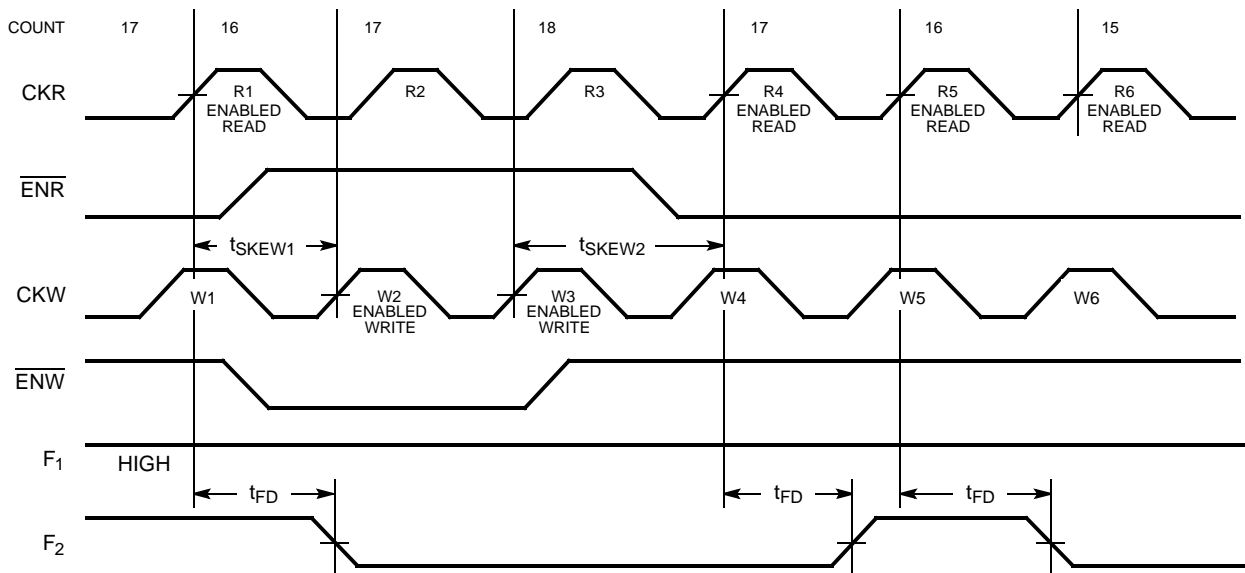 COUNT 17 16 17 18 17 16 15
CKR R1 R2 R3 R4 R5 R6
ENABLED ENABLED ENABLED ENABLED
READ READ READ READ
ENR
tSKEW1 tSKEW2
CKW W1 W2 W3 W4 W5 W6
ENABLED ENABLED
WRITE WRITE
ENW
F1 HIGH
tFD tFD tFD
F2